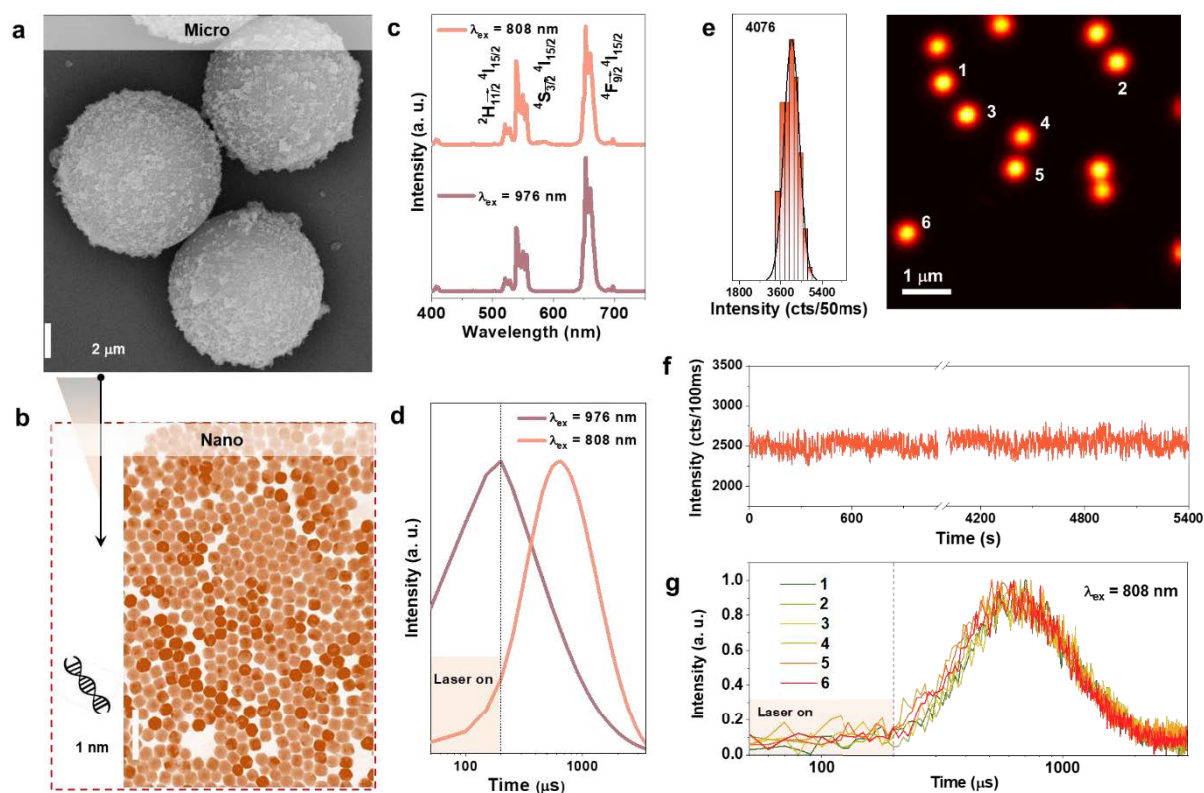 a
Micro
2 μm
b
Nano
1 nm
c
λex = 808 nm
²H11/2→⁴I15/2
⁴S3/2→⁴I15/2
⁴F9/2→⁴I15/2
λex = 976 nm
Intensity (a. u.)
400 500 600 700
Wavelength (nm)
d
λex = 976 nm
λex = 808 nm
Intensity (a. u.)
Laser on
100 1000
Time (μs)
e
4076
1800 3600 5400
Intensity (cts/50ms)
1
2
3
4
5
6
1 μm
f
Intensity (cts/100ms)
3500
3000
2500
2000
0 600 4200 4800 5400
Time (s)
g
Intensity (a. u.)
1.0
0.8
0.6
0.4
0.2
0.0
1
2
3
4
5
6
λex = 808 nm
Laser on
100 1000
Time (μs)